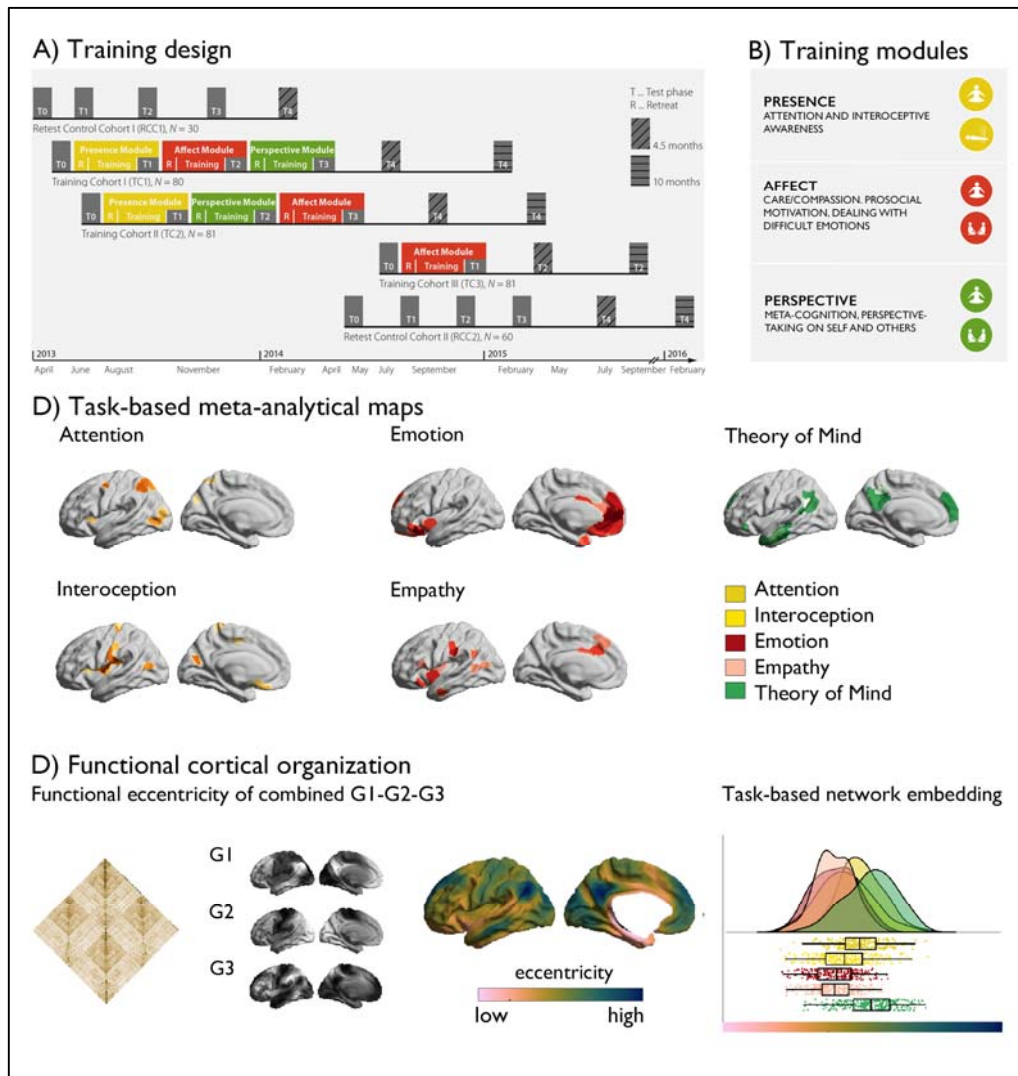 A) Training design
T0 T1 T2 T3 T4
Retest Control Cohort I (RCC1), N = 30
T ... Test phase
R ... Retreat
4.5 months
10 months
Presence Module Affect Module Perspective Module
T0 R Training T1 R Training T2 R Training T3 T4 T4
Training Cohort I (TC1), N = 80
Presence Module Perspective Module Affect Module
T0 R Training T1 R Training T2 R Training T3 T4 T4
Training Cohort II (TC2), N = 81
Affect Module
T0 R Training T1 T2 T2
Training Cohort III (TC3), N = 81
T0 T1 T2 T3 T4 T4
Retest Control Cohort II (RCC2), N = 60
2013 2014 2015 2016
April June August November February April May July September February May July September February
B) Training modules
PRESENCE
ATTENTION AND INTEROCEPTIVE
AWARENESS
AFFECT
CARE/COMPASSION. PROSOCIAL
MOTIVATION, DEALING WITH
DIFFICULT EMOTIONS
PERSPECTIVE
META-COGNITION, PERSPECTIVE-
TAKING ON SELF AND OTHERS
D) Task-based meta-analytical maps
Attention
Emotion
Theory of Mind
Interoception
Empathy
Attention
Interoception
Emotion
Empathy
Theory of Mind
D) Functional cortical organization
Functional eccentricity of combined G1-G2-G3
G1
G2
G3
eccentricity
low high
Task-based network embedding